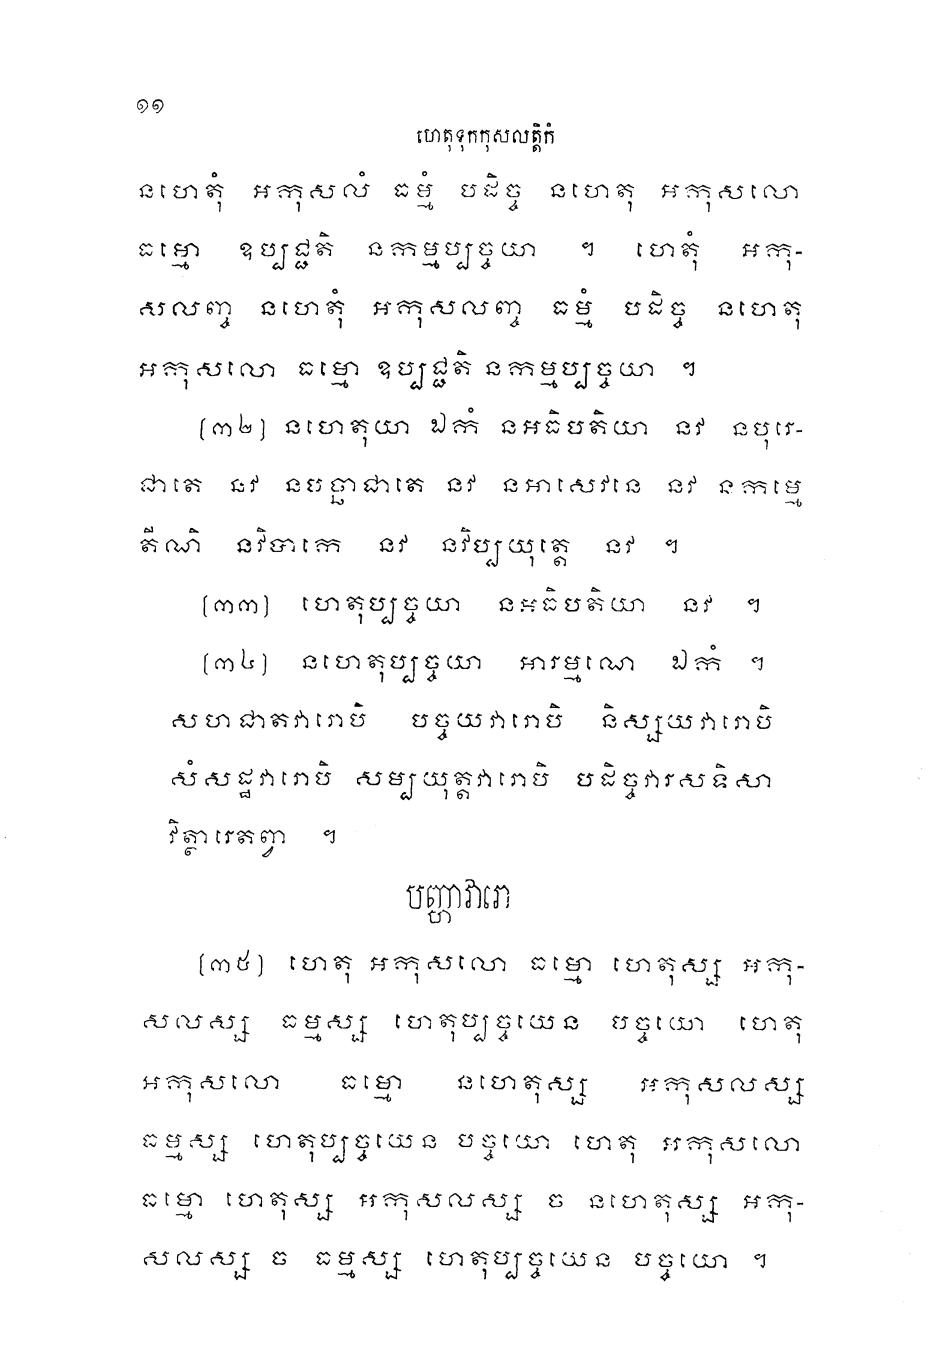 ១១
ហេតុទុកកុសលត្តិកំ
នហេតុំ អកុសលំ ធម្មំ បដិច្ច នហេតុ អកុសលោ
ធម្មោ ឧប្បជ្ជតិ នកម្មប្បច្ចយា ។ ហេតុំ អកុ-
សលញ្ច នហេតុំ អកុសលញ្ច ធម្មំ បដិច្ច នហេតុ
អកុសលោ ធម្មោ ឧប្បជ្ជតិ នកម្មប្បច្ចយា ។
(៣២) នហេតុយា ឯកំ នអធិបតិយា នវ នបុរេ-
ជាតេ នវ នបច្ឆាជាតេ នវ នអាសេវនេ នវ នកម្មេ
តីណិ នវិបាកេ នវ នវិប្បយុត្តេ នវ ។
(៣៣) ហេតុប្បច្ចយា នអធិបតិយា នវ ។
(៣៤) នហេតុប្បច្ចយា អារម្មណេ ឯកំ ។
សហជាតវារោបិ បច្ចយវារោបិ និស្សយវារោបិ
សំសដ្ឋវារោបិ សម្បយុត្តវារោបិ បដិច្ចវារសទិសា
វិត្ថារេតព្វា ។
បញ្ហាវារោ
(៣៥) ហេតុ អកុសលោ ធម្មោ ហេតុស្ស អកុ-
សលស្ស ធម្មស្ស ហេតុប្បច្ចយេន បច្ចយោ ហេតុ
អកុសលោ ធម្មោ នហេតុស្ស អកុសលស្ស
ធម្មស្ស ហេតុប្បច្ចយេន បច្ចយោ ហេតុ អកុសលោ
ធម្មោ ហេតុស្ស អកុសលស្ស ច នហេតុស្ស អកុ-
សលស្ស ច ធម្មស្ស ហេតុប្បច្ចយេន បច្ចយោ ។